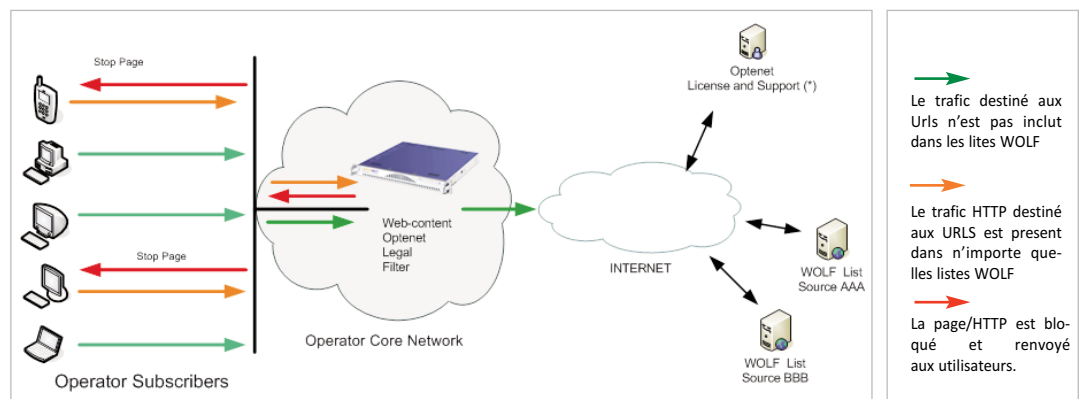 Stop Page
Stop Page
Operator Subscribers
Web-content
Optenet
Legal
Filter
Operator Core Network
Optenet
License and Support (*)
INTERNET
WOLF List
Source AAA
WOLF List
Source BBB
Le trafic destiné aux
Urls n'est pas inclut
dans les lites WOLF
Le trafic HTTP destiné
aux URLS est present
dans n'importe que-
lles listes WOLF
La page/HTTP est blo-
qué et renvoyé
aux utilisateurs.